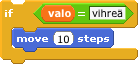 if valo = vihreä
move 10 steps